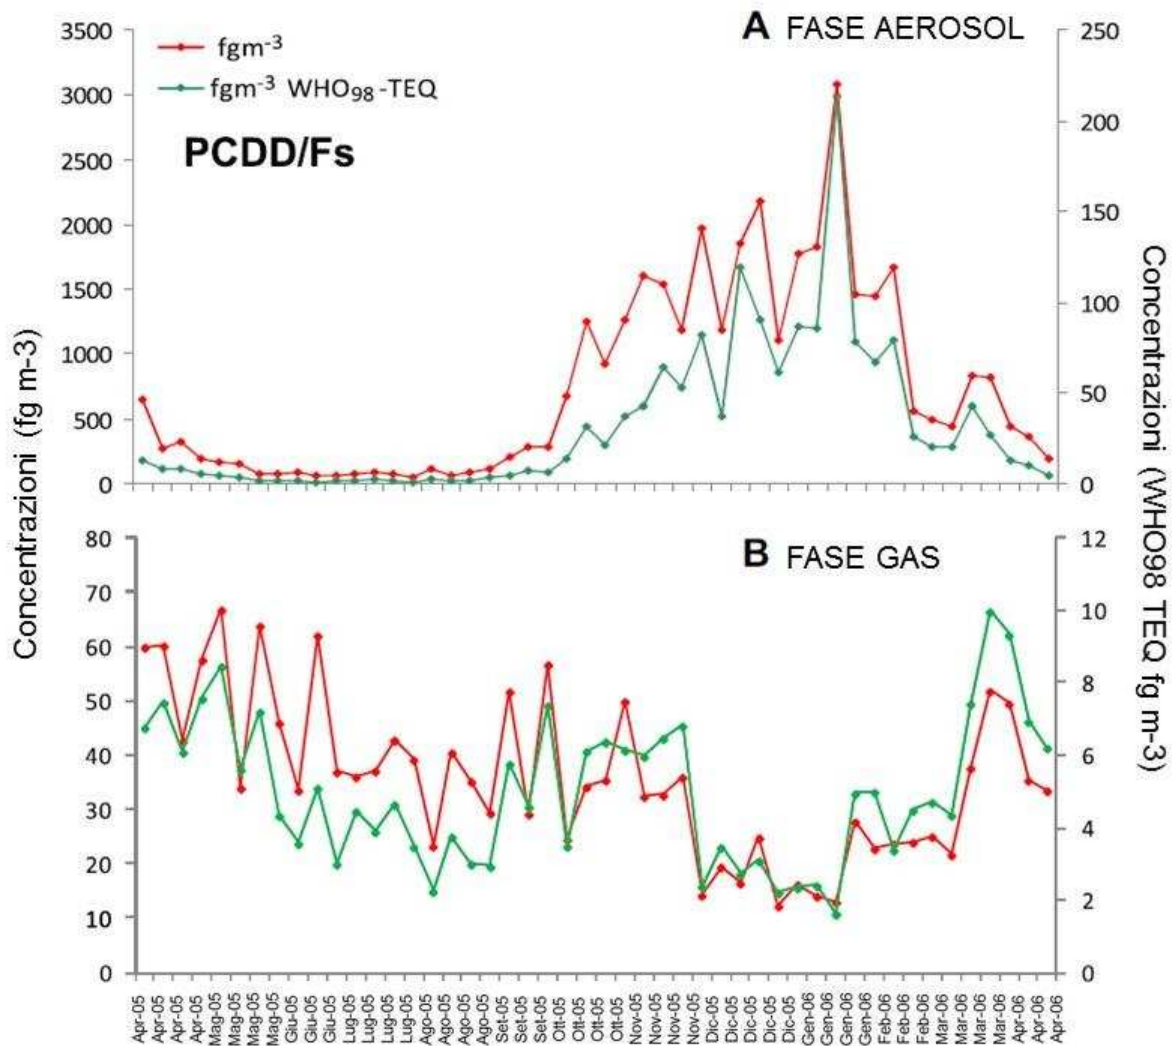 A FASE AEROSOL
fgm-3
fgm-3 WHO98-TEQ
PCDD/Fs
3500
3000
2500
2000
1500
1000
500
0
250
200
150
100
50
0
Concentrazioni (fg m-3)
Concentrazioni (WHO98 TEQ fg m-3)
B FASE GAS
80
70
60
50
40
30
20
10
0
12
10
8
6
4
2
0
Apr-05
Apr-05
Apr-05
Apr-05
Mag-05
Mag-05
Mag-05
Mag-05
Giu-05
Giu-05
Giu-05
Lug-05
Lug-05
Lug-05
Lug-05
Ago-05
Ago-05
Ago-05
Ago-05
Set-05
Set-05
Set-05
Ott-05
Ott-05
Ott-05
Ott-05
Nov-05
Nov-05
Nov-05
Nov-05
Dic-05
Dic-05
Dic-05
Dic-05
Gen-06
Gen-06
Gen-06
Gen-06
Feb-06
Feb-06
Feb-06
Mar-06
Mar-06
Mar-06
Mar-06
Apr-06
Apr-06
Apr-06